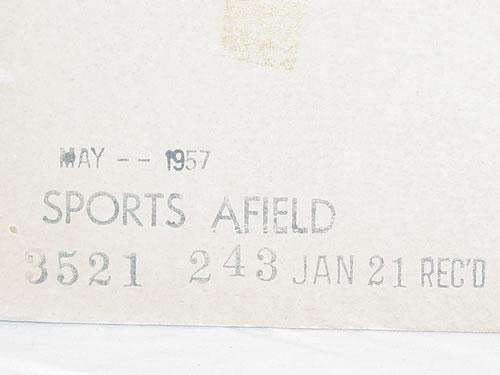 MAY -- 1957
SPORTS AFIELD
3521 243 JAN 21 REC'D